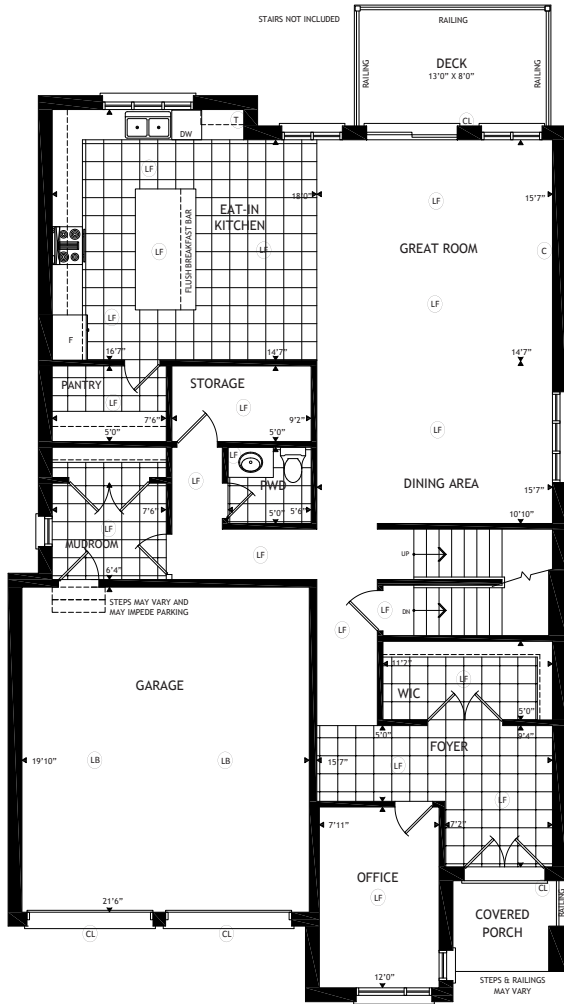 STAIRS NOT INCLUDED
RAILING
RAILING
DECK
13'0" X 8'0"
RAILING
CL
T
DW
LF
18'0"
LF
15'7"
EAT-IN
KITCHEN
LF
LF
FLUSH BREAKFAST BAR
GREAT ROOM
C
LF
LF
F
16'7"
14'7"
14'7"
PANTRY
LF
7'6"
5'0"
STORAGE
LF
9'2"
5'0"
LF
LF
LF
PWD
5'0"
5'6"
DINING AREA
15'7"
10'10"
7'6"
LF
MUDROOM
6'4"
LF
UP
STEPS MAY VARY AND
MAY IMPEDE PARKING
DN
LF
LF
GARAGE
11'2"
LF
WIC
5'0"
5'0"
9'4"
FOYER
19'10"
LB
LB
15'7"
LF
LF
7'11"
7'2"
OFFICE
LF
21'6"
CL
CL
CL
RAILING
COVERED
PORCH
12'0"
STEPS & RAILINGS
MAY VARY